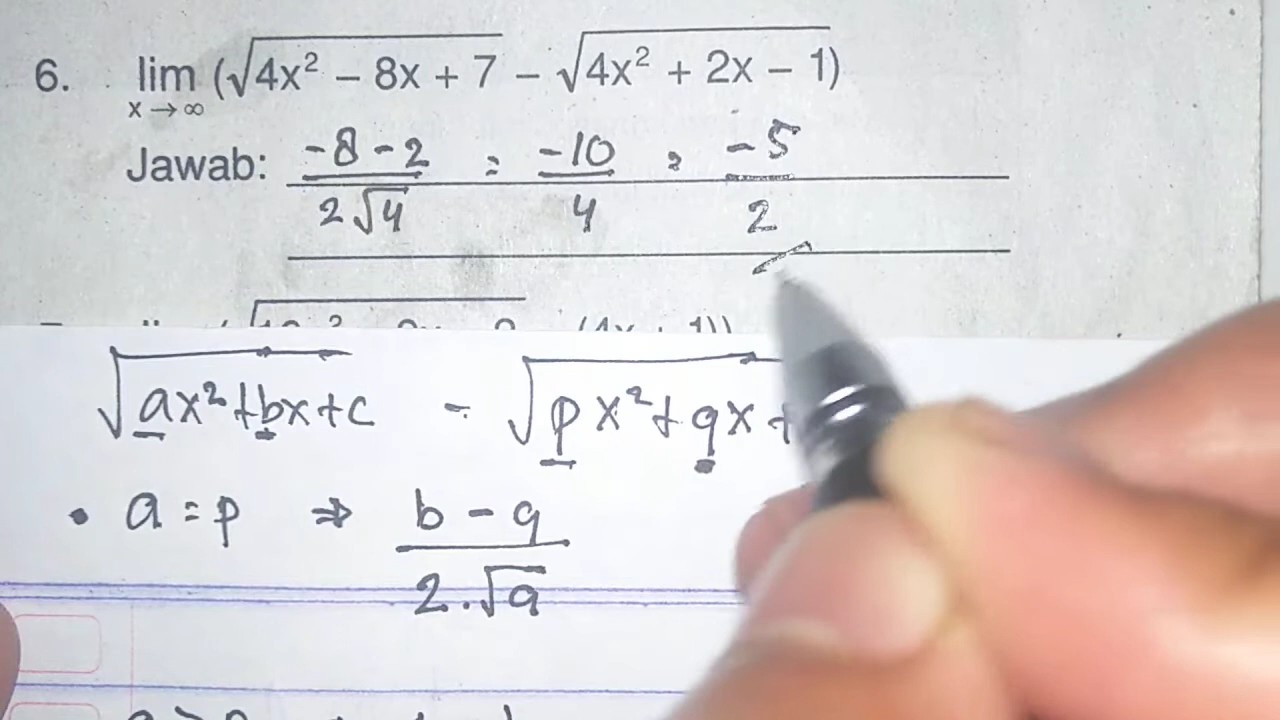 6. lim (√4x² − 8x + 7 − √4x² + 2x − 1)
x → ∞
Jawab: -8 - 2 / 2√4 = -10 / 4 = -5 / 2
√ax²+bx+c - √px²+qx+
• a = p ⇒ b - q / 2.√a